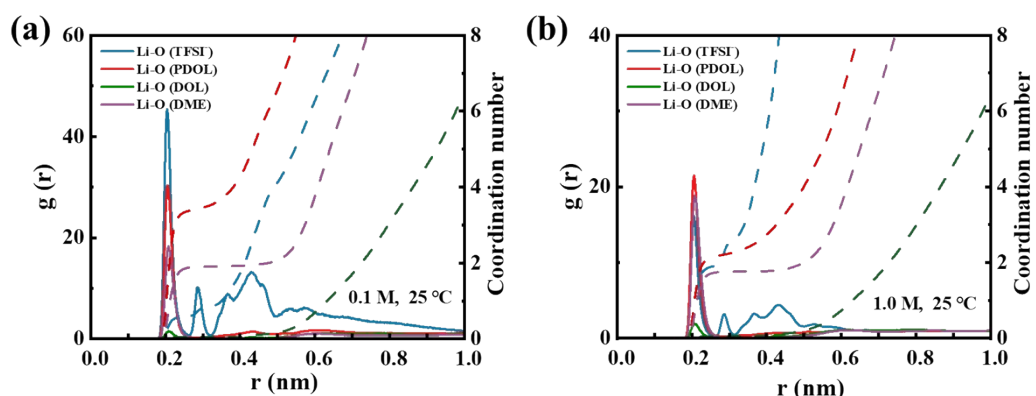 (a)
60
40
20
0
g (r)
Li-O (TFSI⁻)
Li-O (PDOL)
Li-O (DOL)
Li-O (DME)
0.1 M, 25 °C
8
6
4
2
0
Coordination number
0.0 0.2 0.4 0.6 0.8 1.0
r (nm)
(b)
40
20
0
g (r)
Li-O (TFSI⁻)
Li-O (PDOL)
Li-O (DOL)
Li-O (DME)
1.0 M, 25 °C
8
6
4
2
0
Coordination number
0.0 0.2 0.4 0.6 0.8 1.0
r (nm)